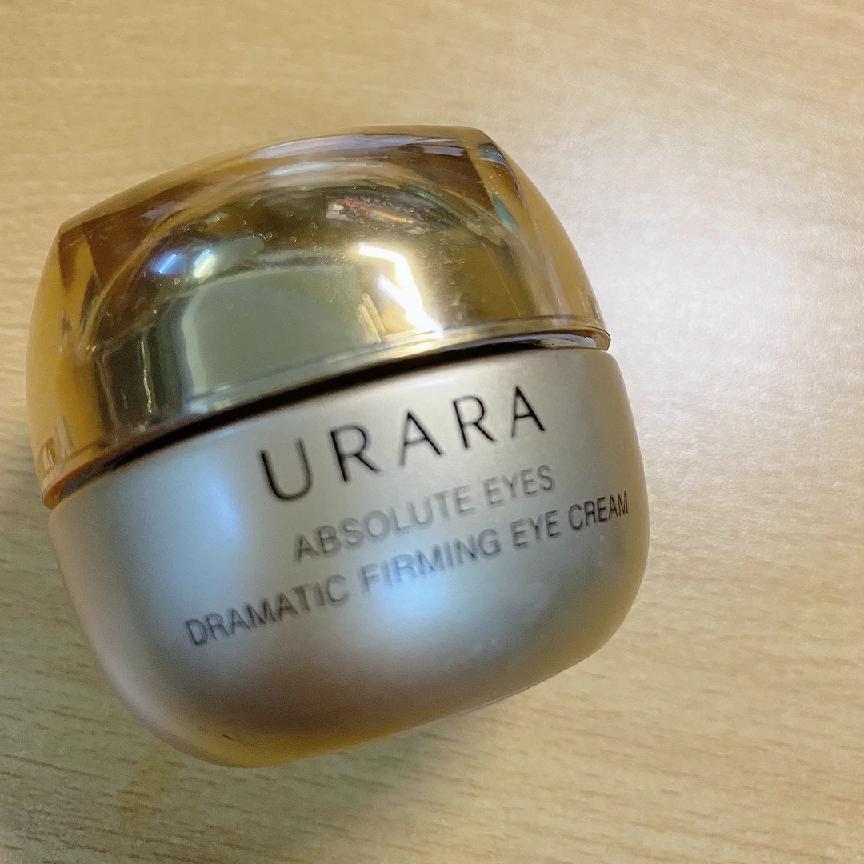 URARA
ABSOLUTE EYES
DRAMATIC FIRMING EYE CREAM